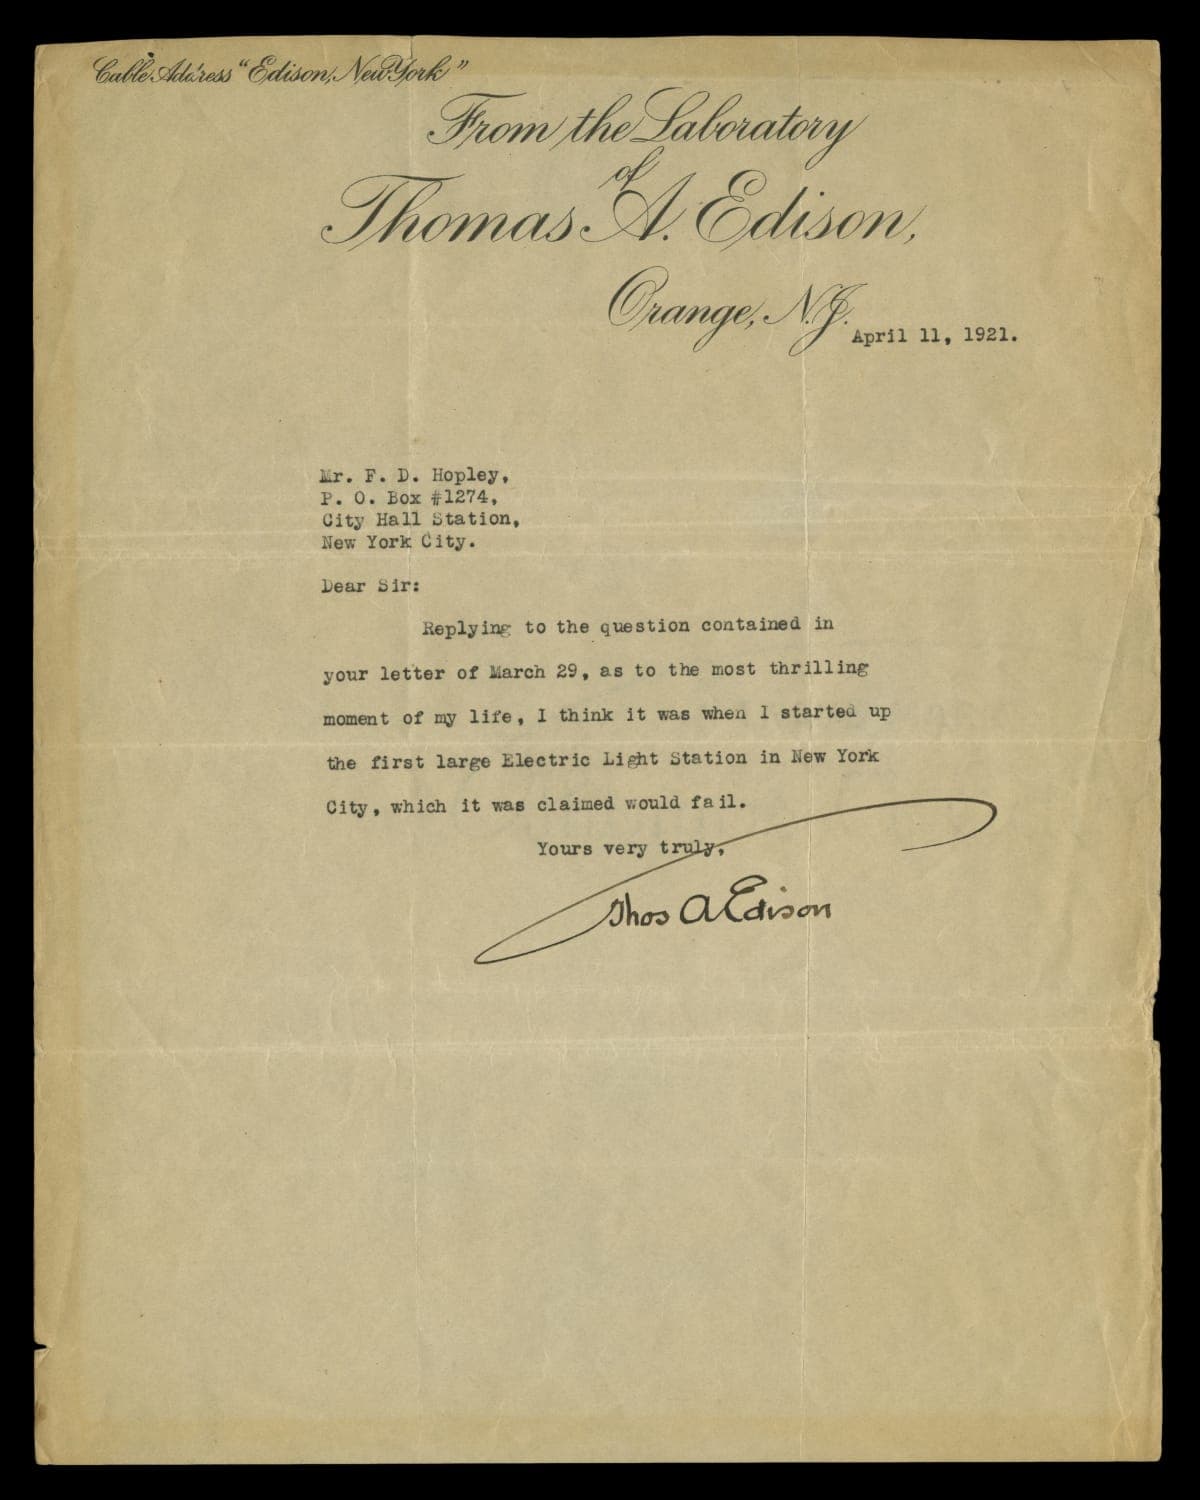 Cable Address "Edison, New York"
From the Laboratory
of
Thomas A. Edison,
Orange, N.J.
April 11, 1921.
Mr. F. D. Hopley,
P. O. Box #1274,
City Hall Station,
New York City.
Dear Sir:
Replying to the question contained in
your letter of March 29, as to the most thrilling
moment of my life, I think it was when I started up
the first large Electric Light Station in New York
City, which it was claimed would fail.
Yours very truly,
Thos A Edison